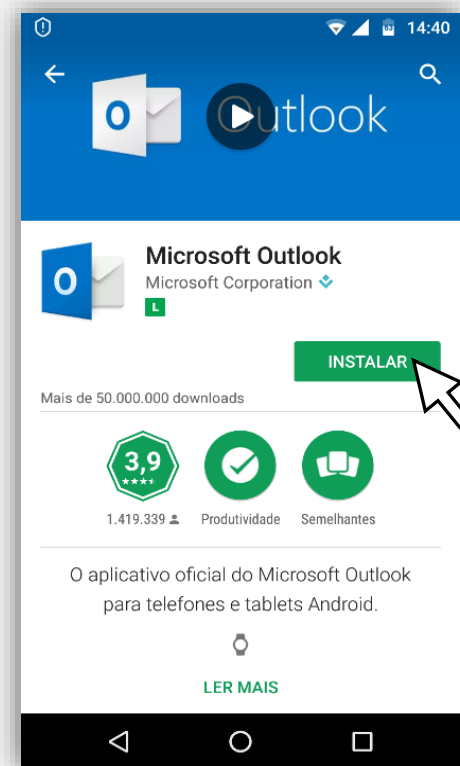 14:40
Outlook
Microsoft Outlook
Microsoft Corporation
L
INSTALAR
Mais de 50.000.000 downloads
3,9
1.419.339 Produtividade Semelhantes
O aplicativo oficial do Microsoft Outlook
para telefones e tablets Android.
LER MAIS